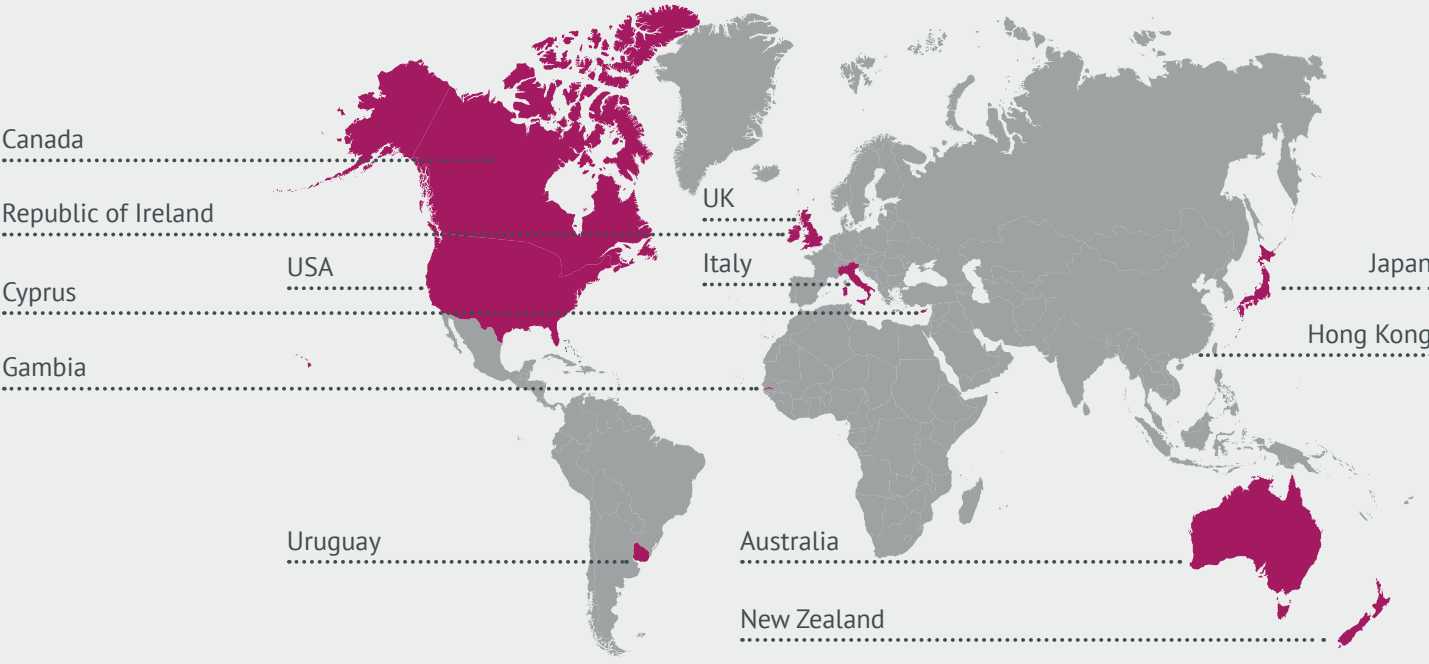 Canada
Republic of Ireland
UK
USA
Italy
Japan
Cyprus
Hong Kong
Gambia
Uruguay
Australia
New Zealand